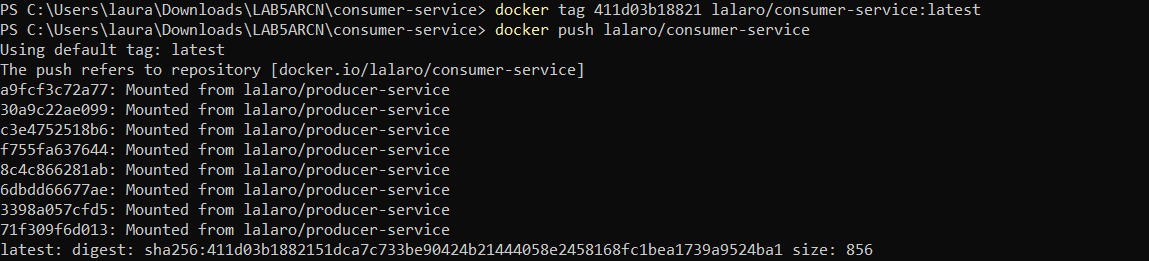 PS C:\Users\laura\Downloads\LAB5ARCN\consumer-service> docker tag 411d03b18821 lalaro/consumer-service:latest
PS C:\Users\laura\Downloads\LAB5ARCN\consumer-service> docker push lalaro/consumer-service
Using default tag: latest
The push refers to repository [docker.io/lalaro/consumer-service]
a9fcf3c72a77: Mounted from lalaro/producer-service
30a9c22ae099: Mounted from lalaro/producer-service
c3e4752518b6: Mounted from lalaro/producer-service
f755fa637644: Mounted from lalaro/producer-service
8c4c866281ab: Mounted from lalaro/producer-service
6dbdd66677ae: Mounted from lalaro/producer-service
3398a057cfd5: Mounted from lalaro/producer-service
71f309f6d013: Mounted from lalaro/producer-service
latest: digest: sha256:411d03b1882151dca7c733be90424b21444058e2458168fc1bea1739a9524ba1 size: 856